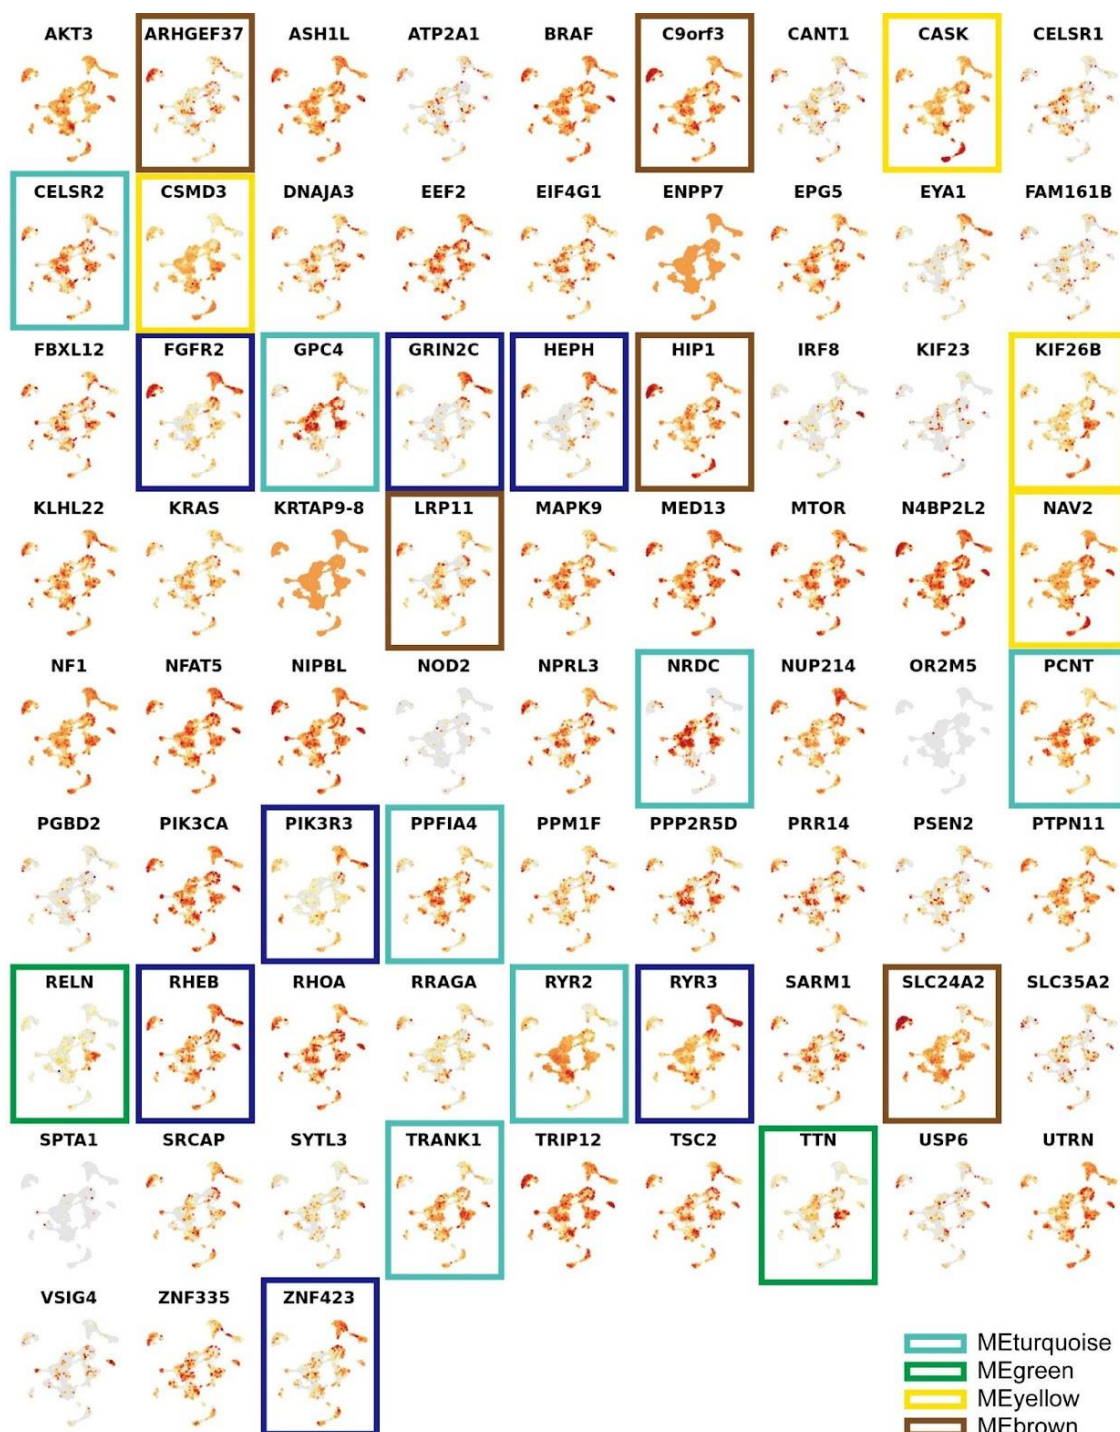 AKT3 ARHGEF37 ASH1L ATP2A1 BRAF C9orf3 CANT1 CASK CELSR1
CELSR2 CSMD3 DNAJA3 EEF2 EIF4G1 ENPP7 EPG5 EYA1 FAM161B
FBXL12 FGFR2 GPC4 GRIN2C HEPH HIP1 IRF8 KIF23 KIF26B
KLHL22 KRAS KRTAP9-8 LRP11 MAPK9 MED13 MTOR N4BP2L2 NAV2
NF1 NFAT5 NIPBL NOD2 NPRL3 NRDC NUP214 OR2M5 PCNT
PGBD2 PIK3CA PIK3R3 PPFIA4 PPM1F PPP2R5D PRR14 PSEN2 PTPN11
RELN RHEB RHOA RRAGA RYR2 RYR3 SARM1 SLC24A2 SLC35A2
SPTA1 SRCAP SYTL3 TRANK1 TRIP12 TSC2 TTN USP6 UTRN
VSIG4 ZNF335 ZNF423
MEturquoise
MEgreen
MEyellow
MEbrown